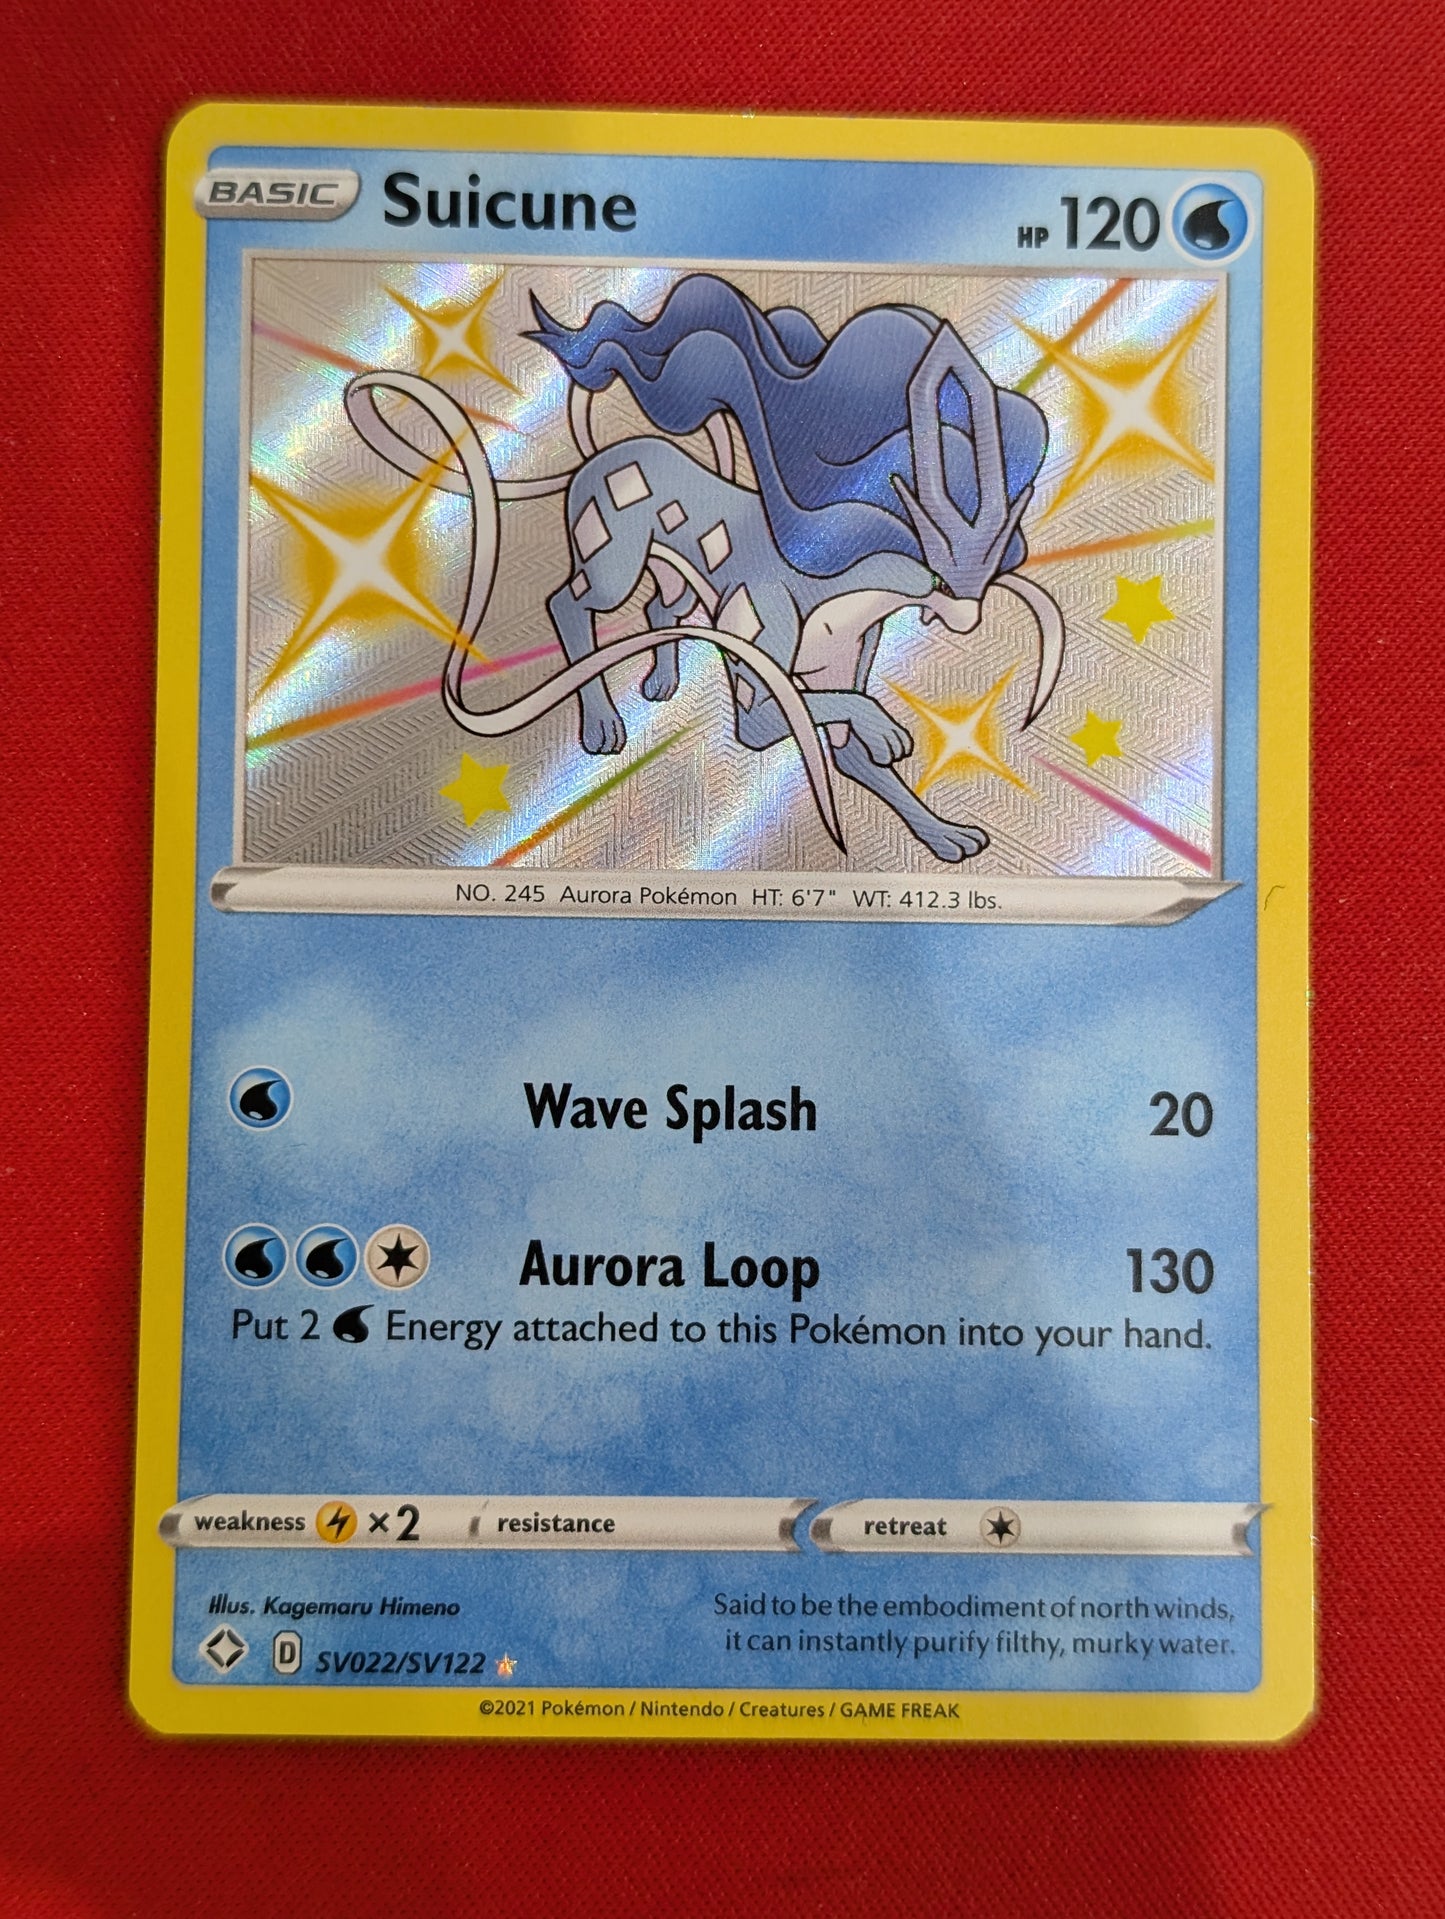 BASIC Suicune HP 120
NO. 245 Aurora Pokémon HT: 6'7" WT: 412.3 lbs.
Wave Splash 20
Aurora Loop 130
Put 2 Energy attached to this Pokémon into your hand.
weakness ×2 resistance retreat
Illus. Kagemaru Himeno
Said to be the embodiment of north winds,
it can instantly purify filthy, murky water.
D SV022/SV122
©2021 Pokémon / Nintendo / Creatures / GAME FREAK